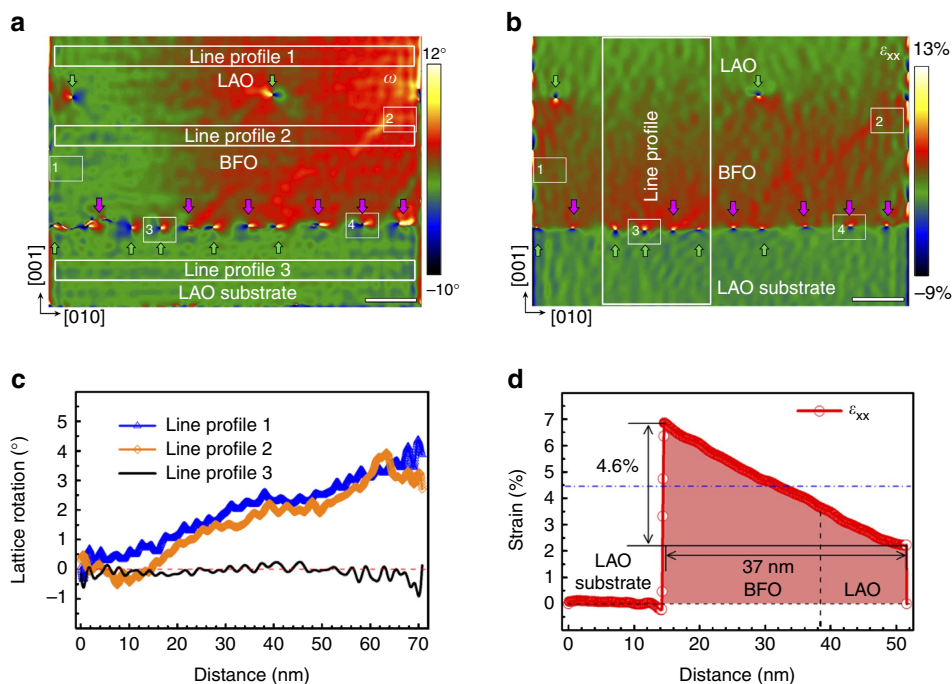 a
Line profile 1
LAO
ω
12°
2
Line profile 2
1
BFO
3
4
Line profile 3
LAO substrate
−10°
[001]
[010]
b
εxx
13%
LAO
2
1
Line profile
BFO
3
4
LAO substrate
−9%
[001]
[010]
c
Lattice rotation (°)
5
4
3
2
1
0
−1
Line profile 1
Line profile 2
Line profile 3
0 10 20 30 40 50 60 70
Distance (nm)
d
Strain (%)
7
6
5
4
3
2
1
0
εxx
4.6%
37 nm
LAO
substrate
BFO
LAO
0 10 20 30 40 50
Distance (nm)